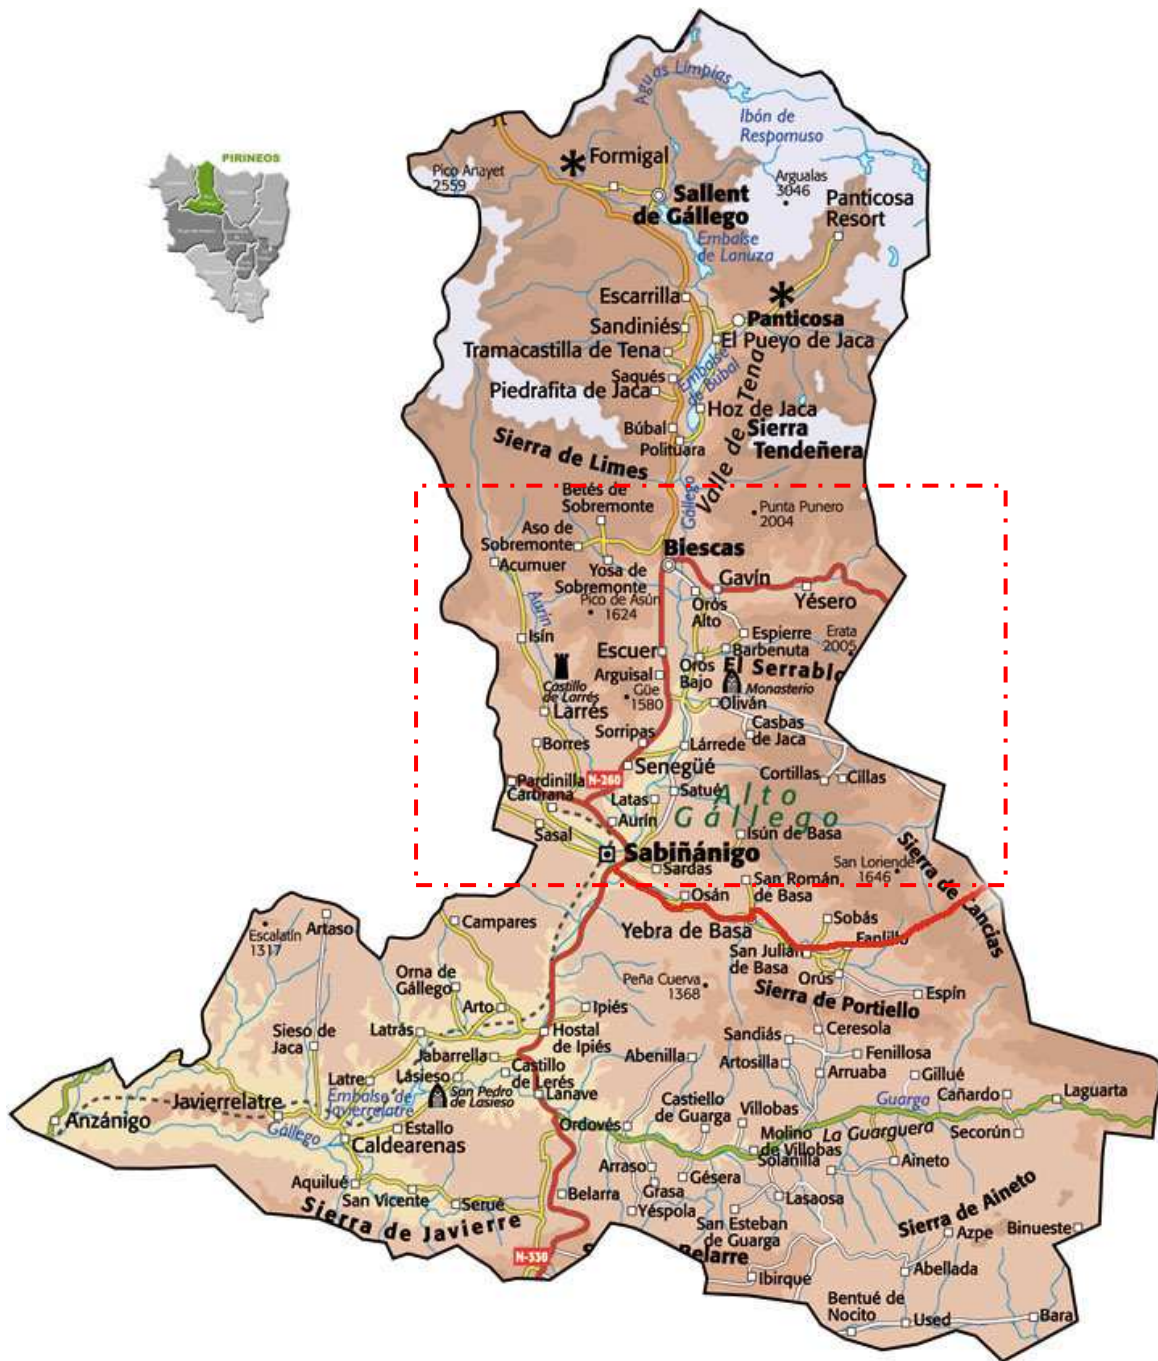 Aguas Limpias
Ibón de
Respomuso
PIRINEOS
Formigal
Pico Anayet
2559
Argualas
3046
Sallent
de Gállego
Panticosa
Resort
Embalse
de Lanuza
Escarrilla
Sandiniés
Panticosa
El Pueyo de Jaca
Tramacastilla de Tena
Saqués
Embalse
de Búbal
Piedrafita de Jaca
Hoz de Jaca
Valle de Tena
Búbal
Polituara
Sierra
Tendeñera
Sierra de Limes
Gállego
Betés de
Sobremonte
Punta Punero
2004
Aso de
Sobremonte
Biescas
Acumuer
Yosa de
Sobremonte
Gavín
Yésero
Aurín
Pico de Asún
1624
Orós
Alto
Isín
Espierre
Barbenuta
Erata
2005
Escuer
Orós
Bajo
El Serrablo
Arguisal
Castillo
de Larrés
Güe
1580
Monasterio
Oliván
Larrés
Casbas
de Jaca
Sorripas
Borres
Lárrede
Senegüé
N-260
Pardinilla
Cortillas
Cillas
Cartirana
Latas
Satué
Alto
Gállego
Aurín
Sasal
Isún de Basa
Sabiñánigo
Sardas
San Loriende
1646
Sierra de Cancias
San Román
de Basa
Osán
Campares
Artaso
Escalatín
1317
Yebra de Basa
Sobás
Fanlillo
San Julián
de Basa
Orús
Orna de
Gállego
Peña Cuerva
1368
Espín
Sierra de Portiello
Arto
Ipiés
Latrás
Hostal
de Ipiés
Sieso de
Jaca
Sandiás
Ceresola
Jabarrella
Abenilla
Artosilla
Fenillosa
Castillo
de Lerés
Arruaba
Gillué
Latre
Lásieso
San Pedro
de Lasieso
Lanave
Embalse de
Javierrelatre
Castiello
de Guarga
Guarga
Cañardo
Laguarta
Javierrelatre
Villobas
Anzánigo
Gállego
Estallo
Ordovés
La Guarguera
Secorún
Caldearenas
Molino
de Villobas
Solanilla
Aineto
Arraso
Gésera
Aquilué
San Vicente
Serué
Belarra
Grasa
Lasaosa
Yéspola
San Esteban
de Guarga
Sierra de Javierre
Sierra de Aineto
Azpe
Binueste
N-330
Belarre
Ibirque
Abellada
Bentué de
Nocito
Used
Bara